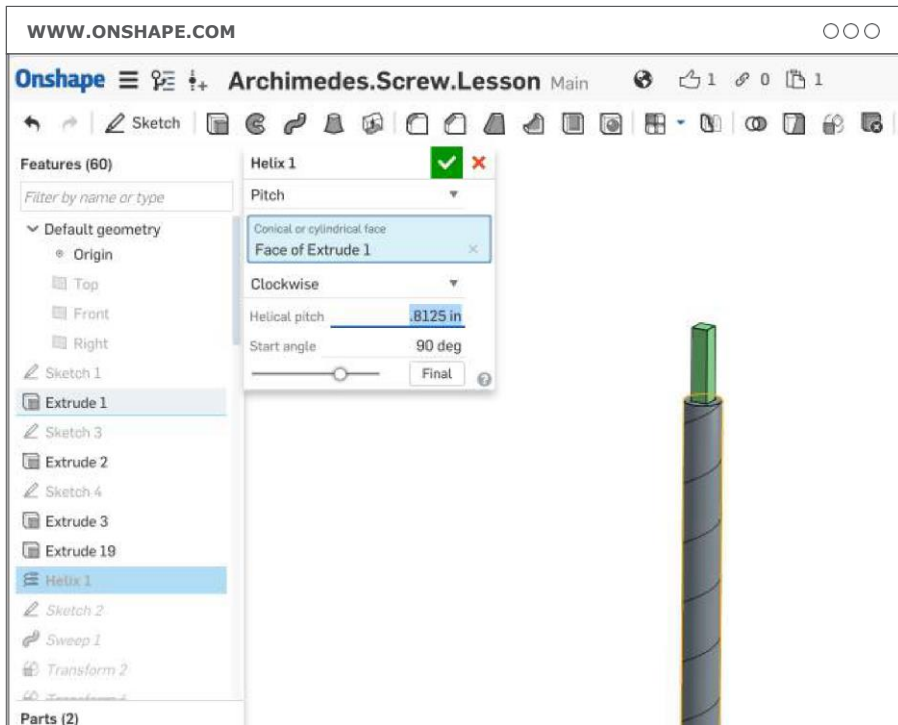 WWW.ONSHAPE.COM
Onshape Archimedes.Screw.Lesson Main 1 0 1
Sketch
Features (60)
Filter by name or type
Default geometry
Origin
Top
Front
Right
Sketch 1
Extrude 1
Sketch 3
Extrude 2
Sketch 4
Extrude 3
Extrude 19
Helix 1
Sketch 2
Sweep 1
Transform 2
Parts (2)
Helix 1
Pitch
Conical or cylindrical face
Face of Extrude 1
Clockwise
Helical pitch .8125 in
Start angle 90 deg
Final